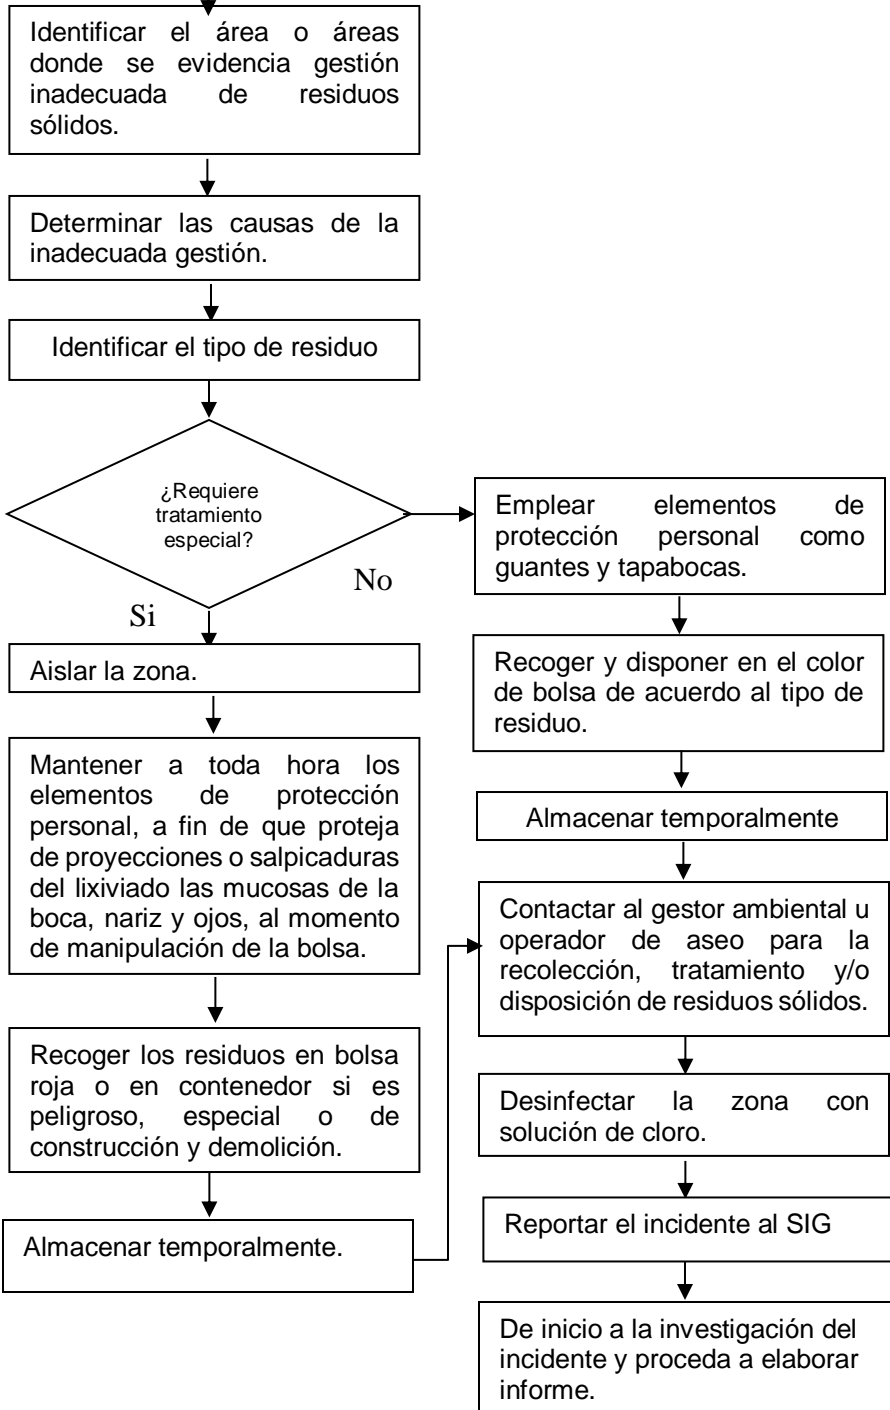 Identificar el área o áreas
donde se evidencia gestión
inadecuada de residuos
sólidos.
Determinar las causas de la
inadecuada gestión.
Identificar el tipo de residuo
¿Requiere
tratamiento
especial?
No
Si
Aislar la zona.
Mantener a toda hora los
elementos de protección
personal, a fin de que proteja
de proyecciones o salpicaduras
del lixiviado las mucosas de la
boca, nariz y ojos, al momento
de manipulación de la bolsa.
Recoger los residuos en bolsa
roja o en contenedor si es
peligroso, especial o de
construcción y demolición.
Almacenar temporalmente.
Emplear elementos de
protección personal como
guantes y tapabocas.
Recoger y disponer en el color
de bolsa de acuerdo al tipo de
residuo.
Almacenar temporalmente
Contactar al gestor ambiental u
operador de aseo para la
recolección, tratamiento y/o
disposición de residuos sólidos.
Desinfectar la zona con
solución de cloro.
Reportar el incidente al SIG
De inicio a la investigación del
incidente y proceda a elaborar
informe.